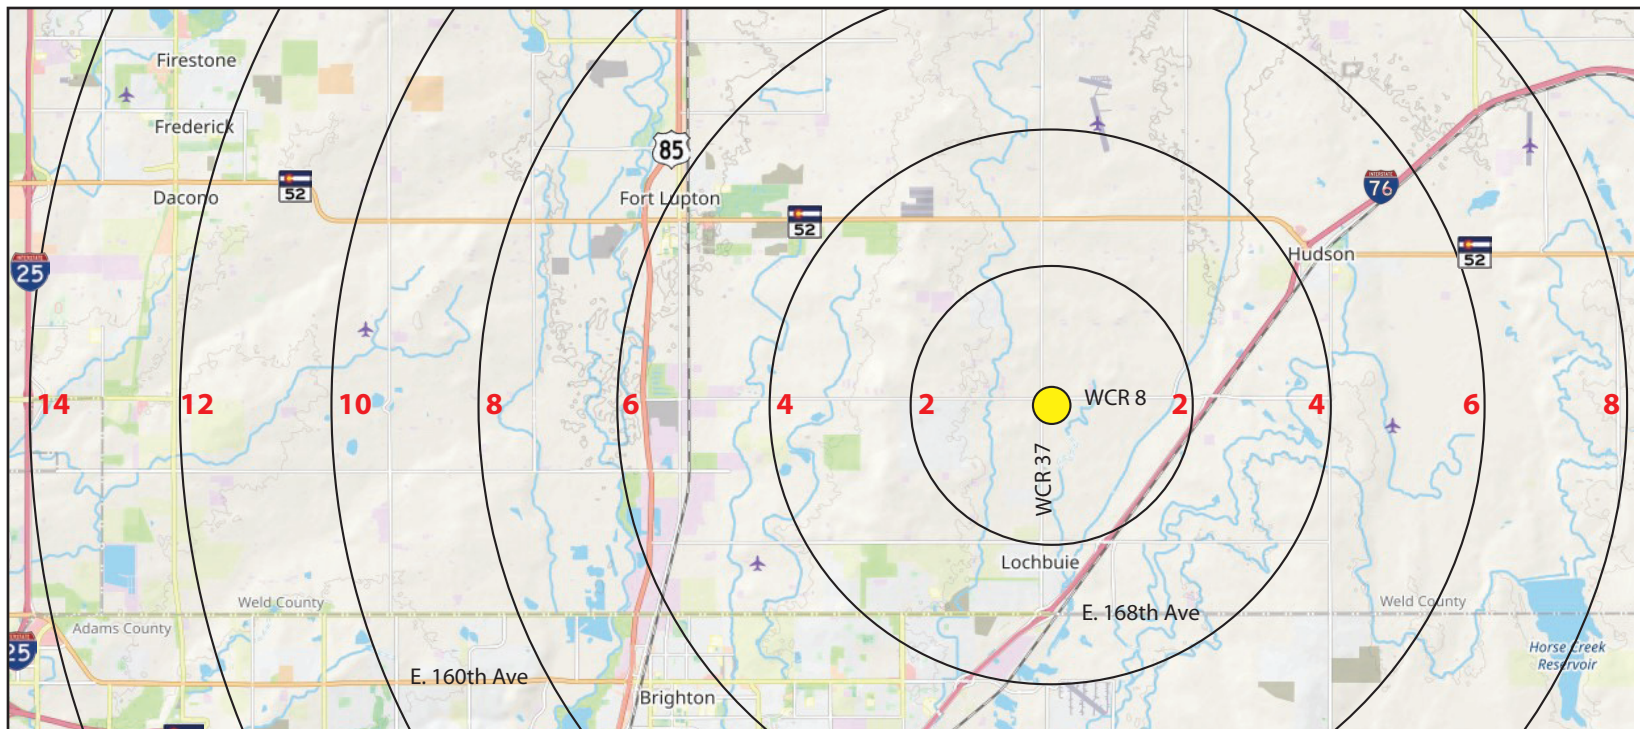 Firestone
Frederick
85
Dacono
52
Fort Lupton
52
INTERSTATE
76
Hudson
52
INTERSTATE
25
14
12
10
8
6
4
2
WCR 8
2
4
6
8
WCR 37
Lochbuie
Weld County
E. 168th Ave
Weld County
Adams County
25
E. 160th Ave
Brighton
Horse Creek
Reservoir